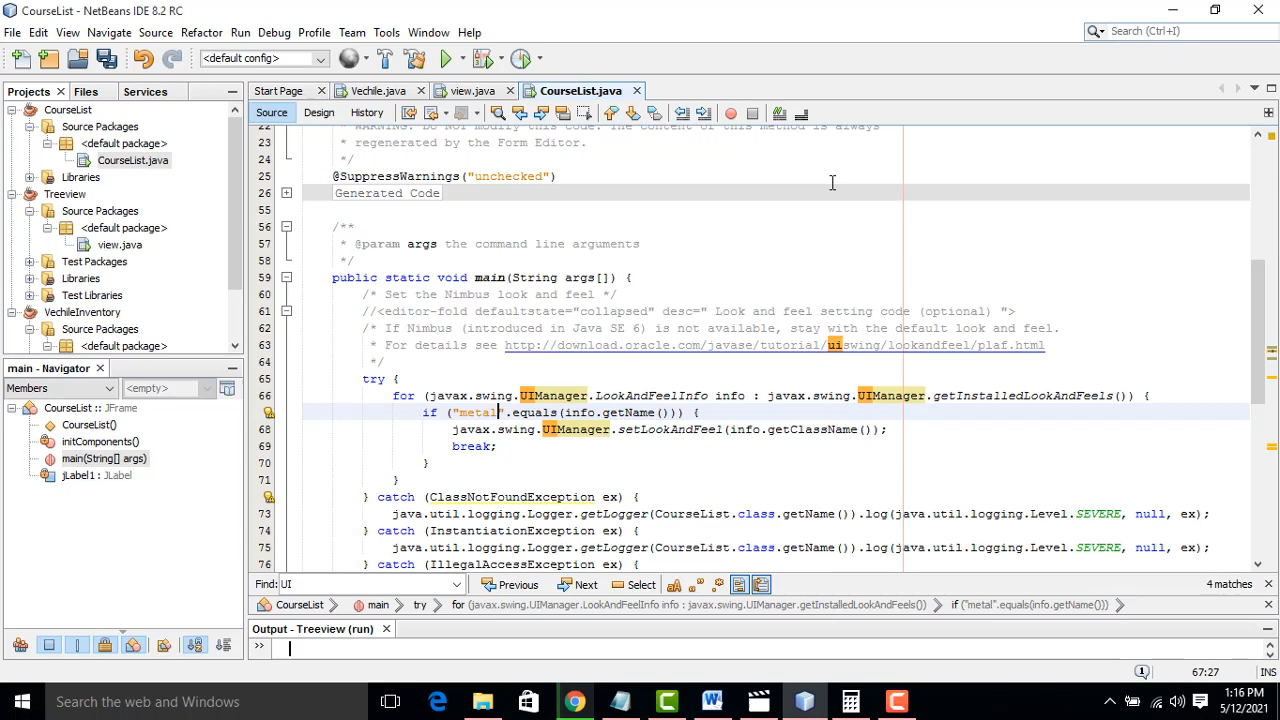 CourseList - NetBeans IDE 8.2 RC
File Edit View Navigate Source Refactor Run Debug Profile Team Tools Window Help
Search (Ctrl+I)
<default config>
Projects Files Services
Start Page Vechile.java view.java CourseList.java
Source Design History
CourseList
Source Packages
<default package>
CourseList.java
Libraries
Treeview
Source Packages
<default package>
view.java
Test Packages
Libraries
Test Libraries
VechileInventory
Source Packages
<default package>
main - Navigator
Members <empty>
CourseList :: JFrame
CourseList()
initComponents()
main(String[] args)
jLabel1 : JLabel
22 * WARNING: Do NOT modify this code. The content of this method is always
23 * regenerated by the Form Editor.
24 */
25 @SuppressWarnings("unchecked")
26 Generated Code
55
56 /**
57 * @param args the command line arguments
58 */
59 public static void main(String args[]) {
60 /* Set the Nimbus look and feel */
61 //<editor-fold defaultstate="collapsed" desc=" Look and feel setting code (optional) ">
62 /* If Nimbus (introduced in Java SE 6) is not available, stay with the default look and feel.
63 * For details see http://download.oracle.com/javase/tutorial/uiswing/lookandfeel/plaf.html
64 */
65 try {
66 for (javax.swing.UIManager.LookAndFeelInfo info : javax.swing.UIManager.getInstalledLookAndFeels()) {
if ("metal".equals(info.getName())) {
68 javax.swing.UIManager.setLookAndFeel(info.getClassName());
69 break;
70 }
71 }
} catch (ClassNotFoundException ex) {
73 java.util.logging.Logger.getLogger(CourseList.class.getName()).log(java.util.logging.Level.SEVERE, null, ex);
74 } catch (InstantiationException ex) {
75 java.util.logging.Logger.getLogger(CourseList.class.getName()).log(java.util.logging.Level.SEVERE, null, ex);
76 } catch (IllegalAccessException ex) {
Find: UI Previous Next Select 4 matches
CourseList main try for (javax.swing.UIManager.LookAndFeelInfo info : javax.swing.UIManager.getInstalledLookAndFeels()) if ("metal".equals(info.getName()))
Output - Treeview (run)
>>
67:27 INS
Search the web and Windows
1:16 PM
5/12/2021